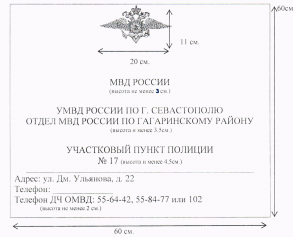 60см.
11 см.
20 см.
МВД РОССИИ
(высота не менее 3 см.)
УМВД РОССИИ ПО Г. СЕВАСТОПОЛЮ
ОТДЕЛ МВД РОССИИ ПО ГАГАРИНСКОМУ РАЙОНУ
(высота и менее 3,5см.)
УЧАСТКОВЫЙ ПУНКТ ПОЛИЦИИ
№ 17 (высота и менее 4,5см.)
Адрес: ул. Дм. Ульянова, д. 22
Телефон:
Телефон ДЧ ОМВД: 55-64-42, 55-84-77 или 102
(высота не менее 2 см.)
60 см.